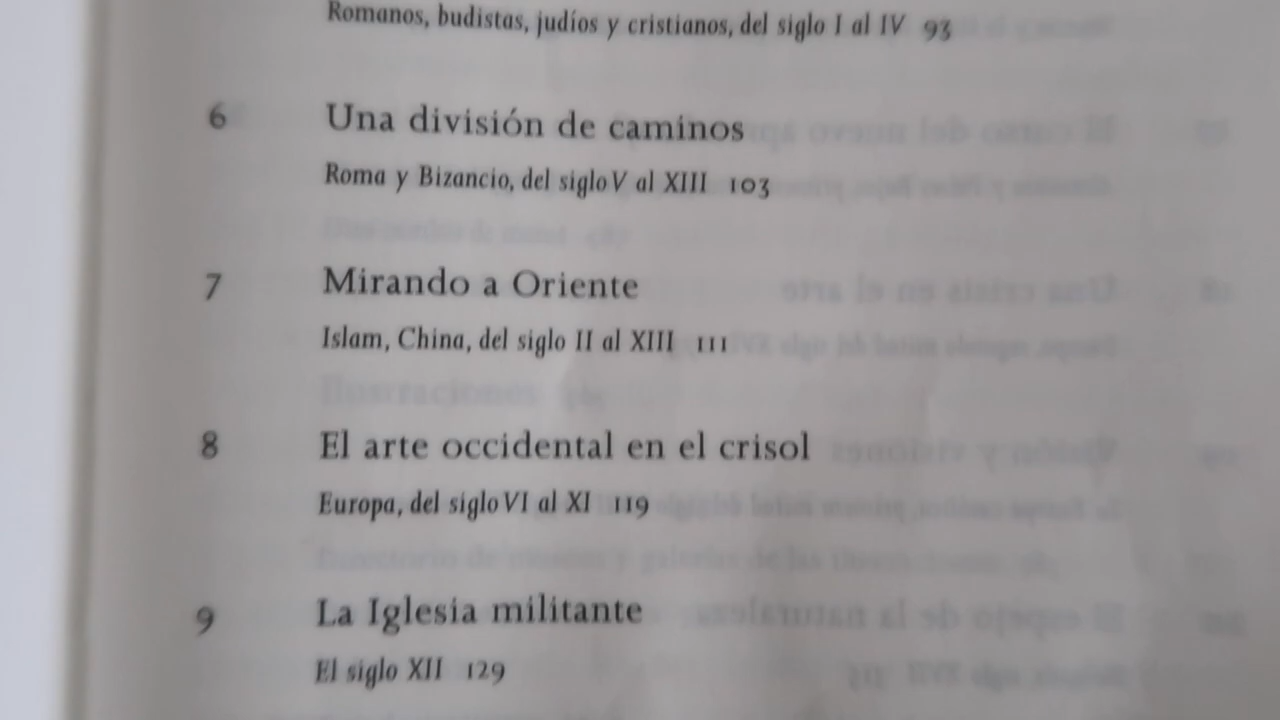 Romanos, budistas, judíos y cristianos, del siglo I al IV 93
6 Una división de caminos
Roma y Bizancio, del siglo V al XIII 103
7 Mirando a Oriente
Islam, China, del siglo II al XIII 111
8 El arte occidental en el crisol
Europa, del siglo VI al XI 119
9 La Iglesia militante
El siglo XII 129